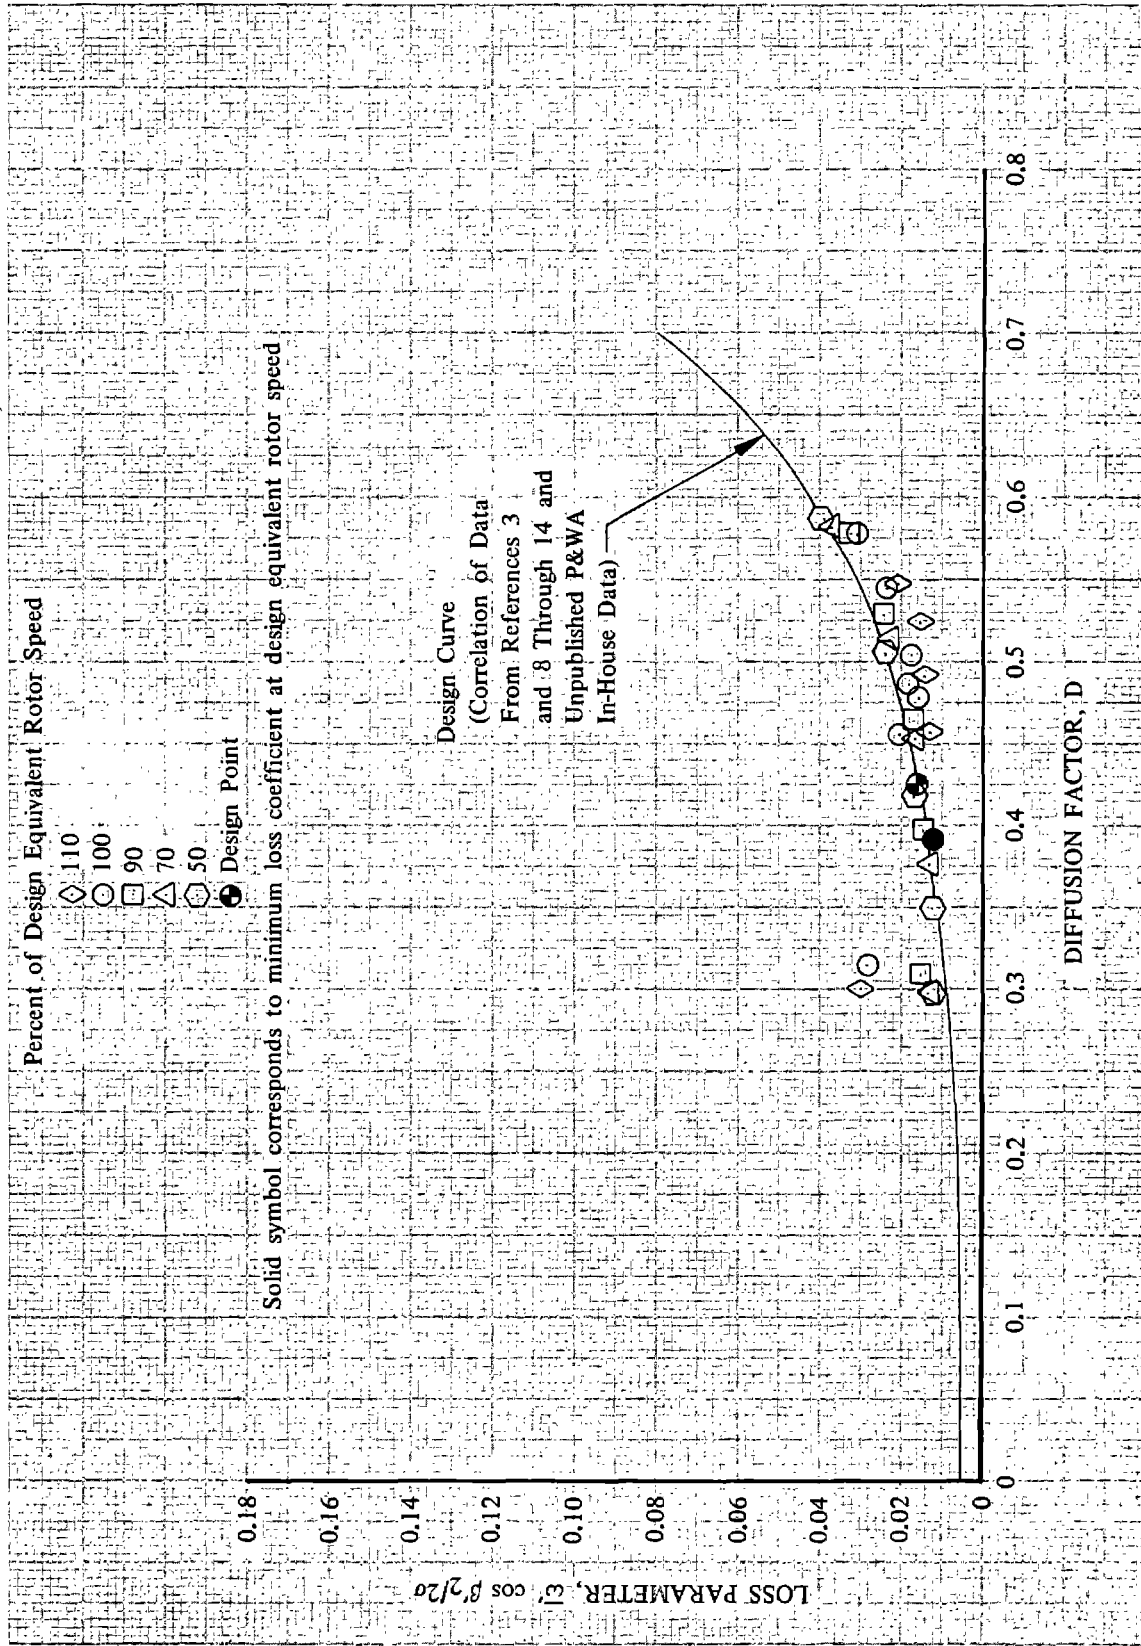 Percent of Design Equivalent Rotor Speed
110
100
90
70
50
Design Point
Solid symbol corresponds to minimum loss coefficient at design equivalent rotor speed
Design Curve
(Correlation of Data
From References 3
and 8 Through 14 and
Unpublished P&WA
In-House Data)
LOSS PARAMETER, ω̅' cos β'2/2σ
0.18
0.16
0.14
0.12
0.10
0.08
0.06
0.04
0.02
0
0
0.1
0.2
0.3
0.4
0.5
0.6
0.7
0.8
DIFFUSION FACTOR, D